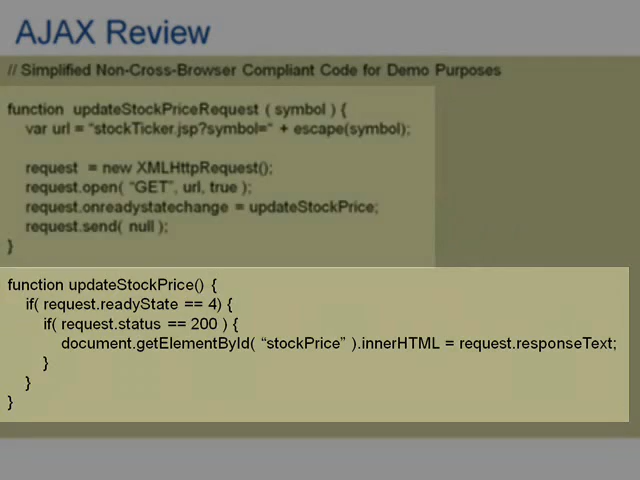 AJAX Review
// Simplified Non-Cross-Browser Compliant Code for Demo Purposes
function updateStockPriceRequest ( symbol ) {
var url = “stockTicker.jsp?symbol=“ + escape(symbol);
request = new XMLHttpRequest();
request.open( “GET”, url, true );
request.onreadystatechange = updateStockPrice;
request.send( null );
}
function updateStockPrice() {
if( request.readyState == 4) {
if( request.status == 200 ) {
document.getElementById( “stockPrice” ).innerHTML = request.responseText;
}
}
}